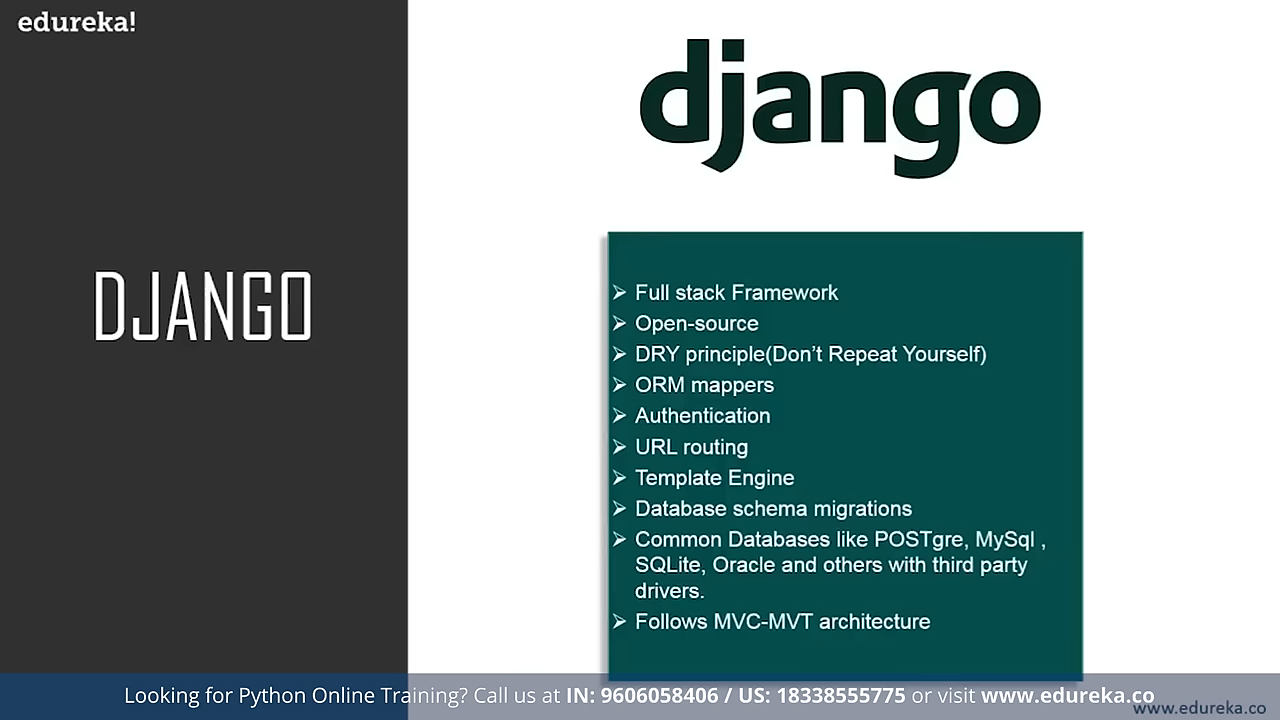 edureka!
django
DJANGO
➢ Full stack Framework
➢ Open-source
➢ DRY principle(Don’t Repeat Yourself)
➢ ORM mappers
➢ Authentication
➢ URL routing
➢ Template Engine
➢ Database schema migrations
➢ Common Databases like POSTgre, MySql ,
SQLite, Oracle and others with third party
drivers.
➢ Follows MVC-MVT architecture
Looking for Python Online Training? Call us at IN: 9606058406 / US: 18338555775 or visit www.edureka.co
www.edureka.co